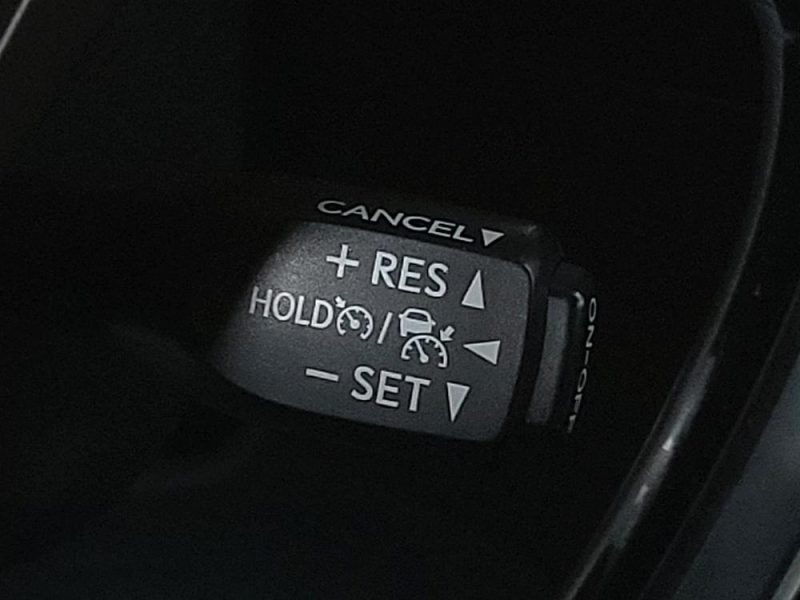 CANCEL▼
+ RES ▲
HOLD / ◀
− SET ▼
ON-OFF